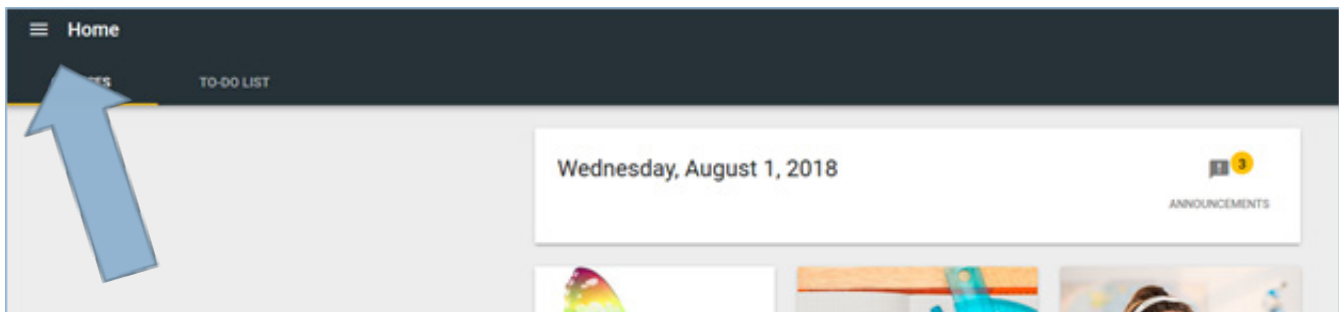 Home
TO-DO LIST
Wednesday, August 1, 2018
3
ANNOUNCEMENTS